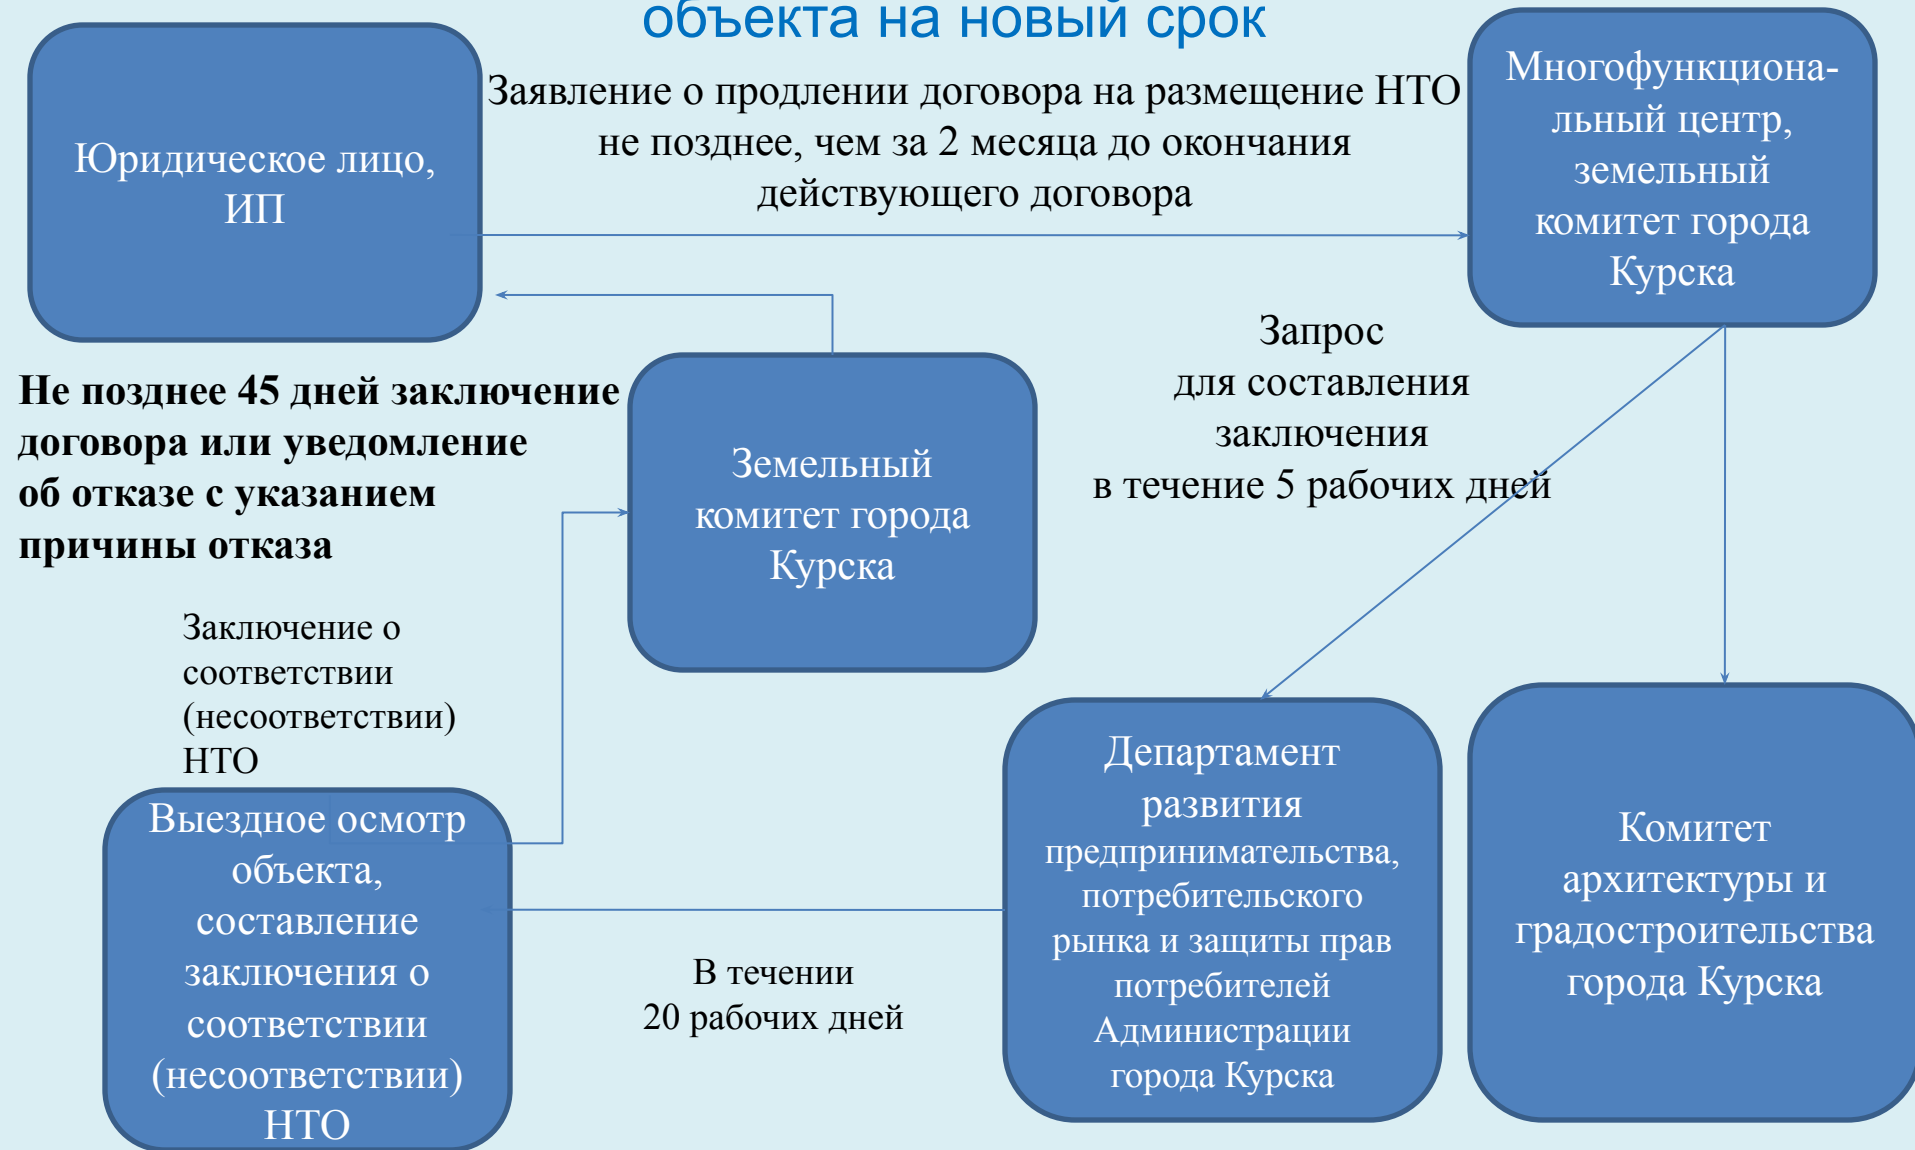 объекта на новый срок
Юридическое лицо,
ИП
Заявление о продлении договора на размещение НТО
не позднее, чем за 2 месяца до окончания
действующего договора
Многофункциона-
льный центр,
земельный
комитет города
Курска
Запрос
для составления
заключения
в течение 5 рабочих дней
Не позднее 45 дней заключение
договора или уведомление
об отказе с указанием
причины отказа
Земельный
комитет города
Курска
Заключение о
соответствии
(несоответствии)
НТО
Выездное осмотр
объекта,
составление
заключения о
соответствии
(несоответствии)
НТО
В течении
20 рабочих дней
Департамент
развития
предпринимательства,
потребительского
рынка и защиты прав
потребителей
Администрации
города Курска
Комитет
архитектуры и
градостроительства
города Курска